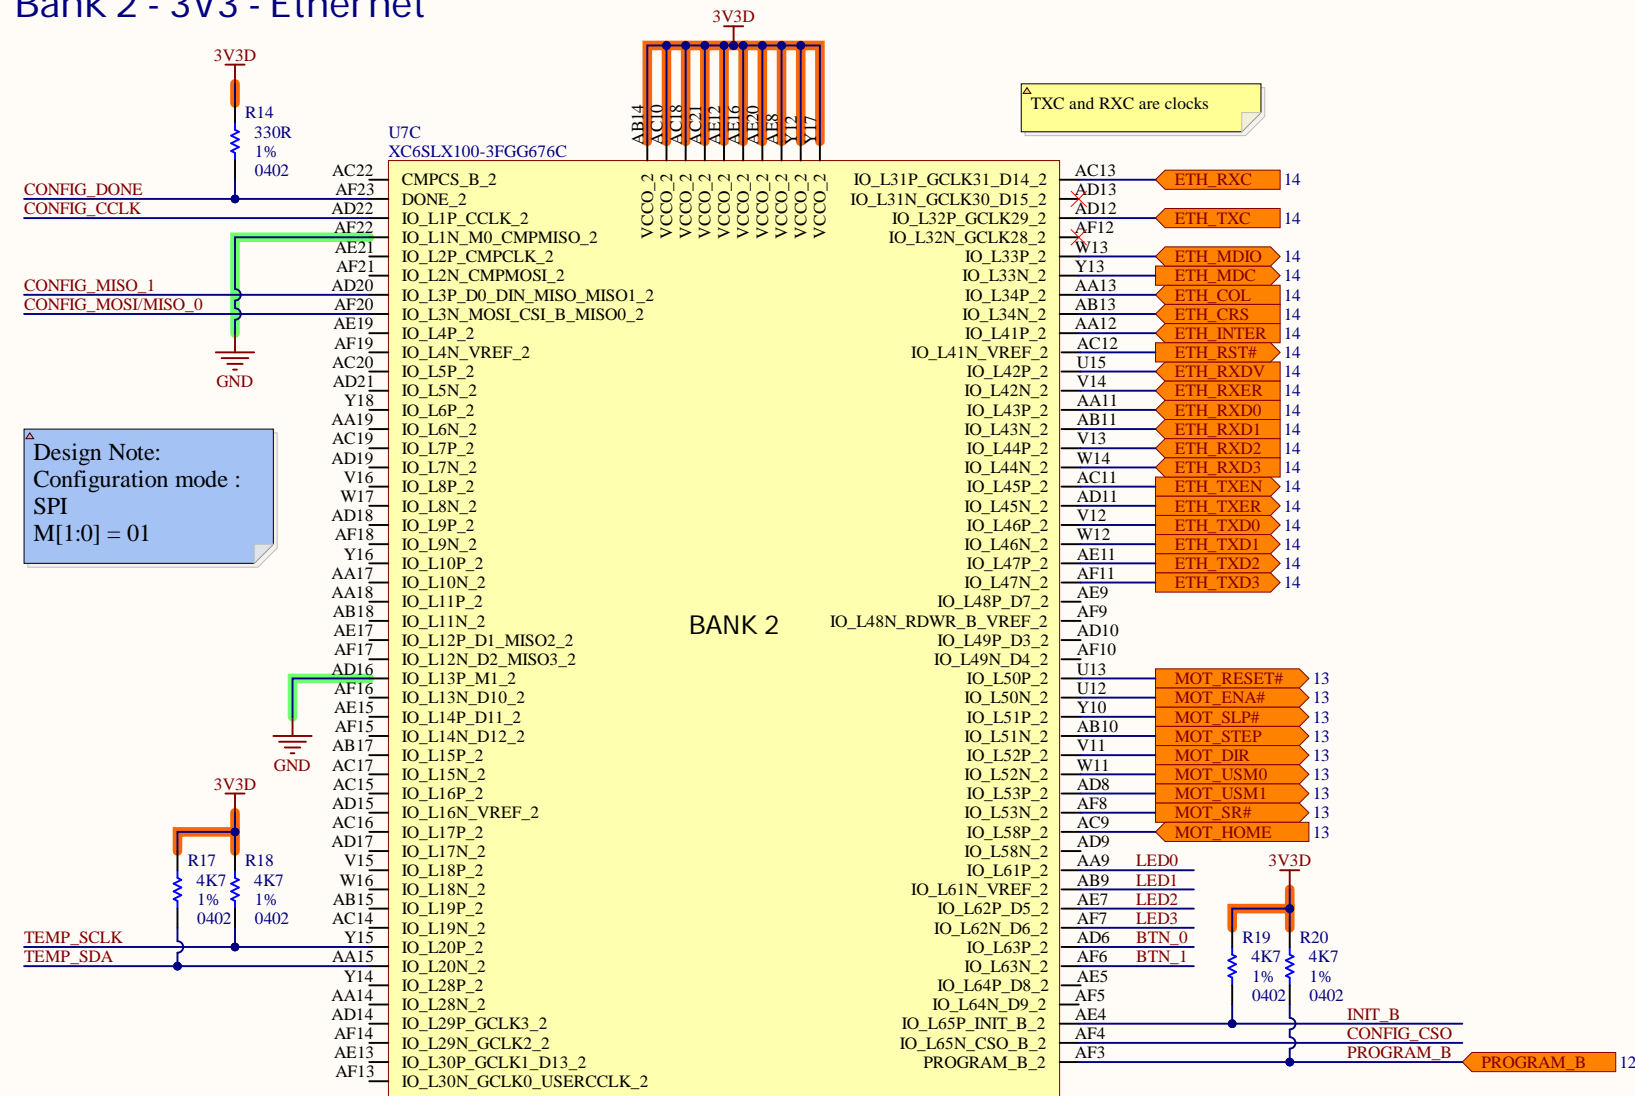 Bank 2 - 3V3 - Ethernet
3V3D
R14
330R
1%
0402
CONFIG_DONE
CONFIG_CCLK
CONFIG_MISO_1
CONFIG_MOSI/MISO_0
GND
Design Note:
Configuration mode :
SPI
M[1:0] = 01
GND
3V3D
R17
4K7
1%
0402
R18
4K7
1%
0402
TEMP_SCLK
TEMP_SDA
U7C
XC6SLX100-3FGG676C
3V3D
AB14 VCCO_2
AC10 VCCO_2
AC18 VCCO_2
AC21 VCCO_2
AE12 VCCO_2
AE16 VCCO_2
AE20 VCCO_2
AE8 VCCO_2
Y12 VCCO_2
Y17 VCCO_2
AC22 CMPCS_B_2
AF23 DONE_2
AD22 IO_L1P_CCLK_2
AF22 IO_L1N_M0_CMPMISO_2
AE21 IO_L2P_CMPCLK_2
AF21 IO_L2N_CMPMOSI_2
AD20 IO_L3P_D0_DIN_MISO_MISO1_2
AF20 IO_L3N_MOSI_CSI_B_MISO0_2
AE19 IO_L4P_2
AF19 IO_L4N_VREF_2
AC20 IO_L5P_2
AD21 IO_L5N_2
Y18 IO_L6P_2
AA19 IO_L6N_2
AC19 IO_L7P_2
AD19 IO_L7N_2
V16 IO_L8P_2
W17 IO_L8N_2
AD18 IO_L9P_2
AF18 IO_L9N_2
Y16 IO_L10P_2
AA17 IO_L10N_2
AA18 IO_L11P_2
AB18 IO_L11N_2
AE17 IO_L12P_D1_MISO2_2
AF17 IO_L12N_D2_MISO3_2
AD16 IO_L13P_M1_2
AF16 IO_L13N_D10_2
AE15 IO_L14P_D11_2
AF15 IO_L14N_D12_2
AB17 IO_L15P_2
AC17 IO_L15N_2
AC15 IO_L16P_2
AD15 IO_L16N_VREF_2
AC16 IO_L17P_2
AD17 IO_L17N_2
V15 IO_L18P_2
W16 IO_L18N_2
AB15 IO_L19P_2
AC14 IO_L19N_2
Y15 IO_L20P_2
AA15 IO_L20N_2
Y14 IO_L28P_2
AA14 IO_L28N_2
AD14 IO_L29P_GCLK3_2
AF14 IO_L29N_GCLK2_2
AE13 IO_L30P_GCLK1_D13_2
AF13 IO_L30N_GCLK0_USERCCLK_2
BANK 2
TXC and RXC are clocks
IO_L31P_GCLK31_D14_2 AC13 ETH_RXC 14
IO_L31N_GCLK30_D15_2 AD13
IO_L32P_GCLK29_2 AD12 ETH_TXC 14
IO_L32N_GCLK28_2 AF12
IO_L33P_2 W13 ETH_MDIO 14
IO_L33N_2 Y13 ETH_MDC 14
IO_L34P_2 AA13 ETH_COL 14
IO_L34N_2 AB13 ETH_CRS 14
IO_L41P_2 AA12 ETH_INTER 14
IO_L41N_VREF_2 AC12 ETH_RST# 14
IO_L42P_2 U15 ETH_RXDV 14
IO_L42N_2 V14 ETH_RXER 14
IO_L43P_2 AA11 ETH_RXD0 14
IO_L43N_2 AB11 ETH_RXD1 14
IO_L44P_2 V13 ETH_RXD2 14
IO_L44N_2 W14 ETH_RXD3 14
IO_L45P_2 AC11 ETH_TXEN 14
IO_L45N_2 AD11 ETH_TXER 14
IO_L46P_2 V12 ETH_TXD0 14
IO_L46N_2 W12 ETH_TXD1 14
IO_L47P_2 AE11 ETH_TXD2 14
IO_L47N_2 AF11 ETH_TXD3 14
IO_L48P_D7_2 AE9
IO_L48N_RDWR_B_VREF_2 AF9
IO_L49P_D3_2 AD10
IO_L49N_D4_2 AF10
IO_L50P_2 U13 MOT_RESET# 13
IO_L50N_2 U12 MOT_ENA# 13
IO_L51P_2 Y10 MOT_SLP# 13
IO_L51N_2 AB10 MOT_STEP 13
IO_L52P_2 V11 MOT_DIR 13
IO_L52N_2 W11 MOT_USM0 13
IO_L53P_2 AD8 MOT_USM1 13
IO_L53N_2 AF8 MOT_SR# 13
IO_L58P_2 AC9 MOT_HOME 13
IO_L58N_2 AD9
IO_L61P_2 AA9 LED0
IO_L61N_VREF_2 AB9 LED1
IO_L62P_D5_2 AE7 LED2
IO_L62N_D6_2 AF7 LED3
IO_L63P_2 AD6 BTN_0
IO_L63N_2 AF6 BTN_1
IO_L64P_D8_2 AE5
IO_L64N_D9_2 AF5
IO_L65P_INIT_B_2 AE4 INIT_B
IO_L65N_CSO_B_2 AF4 CONFIG_CSO
PROGRAM_B_2 AF3 PROGRAM_B PROGRAM_B 12
3V3D
R19
4K7
1%
0402
R20
4K7
1%
0402